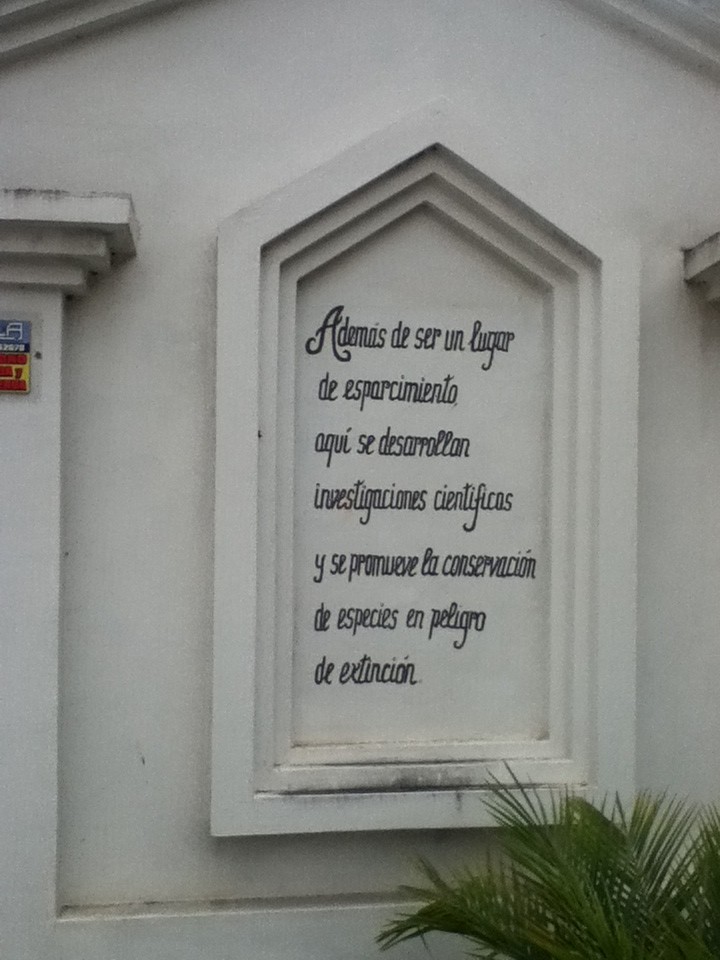 Además de ser un lugar
de esparcimiento,
aquí se desarrollan
investigaciones cientificas
y se promueve la conservación
de especies en peligro
de extinción.